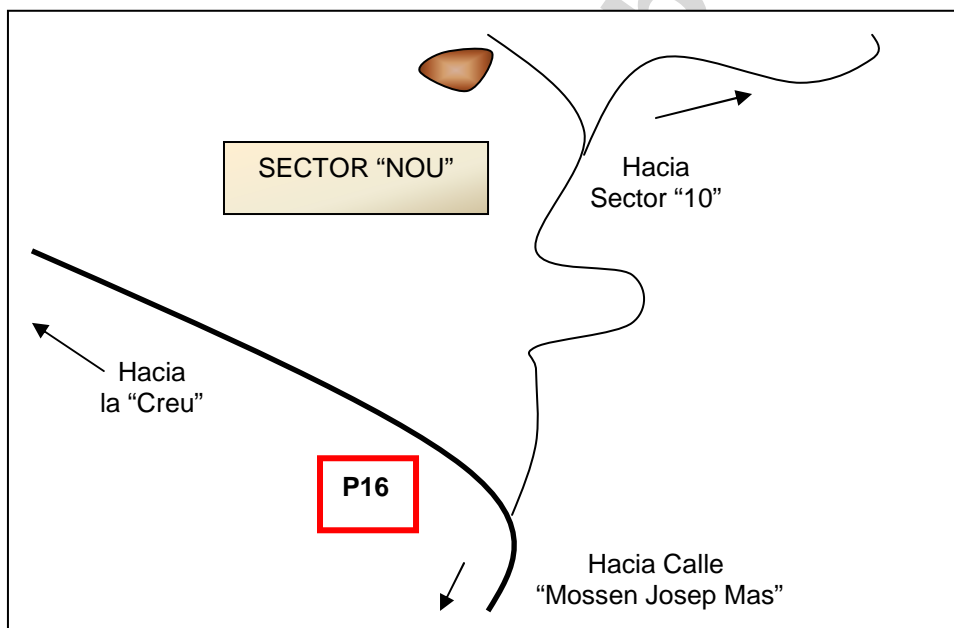 SECTOR “NOU”
Hacia
Sector “10”
Hacia
la “Creu”
P16
Hacia Calle
“Mossen Josep Mas”